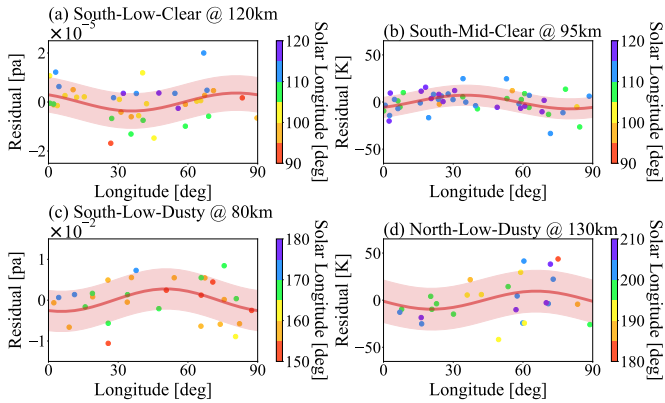 (a) South-Low-Clear @ 120km
×10⁻⁵
2
0
−2
Residual [pa]
0 30 60 90
Longitude [deg]
120
110
100
90
Solar Longitude [deg]
(b) South-Mid-Clear @ 95km
50
0
−50
Residual [K]
0 30 60 90
Longitude [deg]
120
110
100
90
Solar Longitude [deg]
(c) South-Low-Dusty @ 80km
×10⁻²
1
0
−1
Residual [pa]
0 30 60 90
Longitude [deg]
180
170
160
150
Solar Longitude [deg]
(d) North-Low-Dusty @ 130km
50
0
−50
Residual [K]
0 30 60 90
Longitude [deg]
210
200
190
180
Solar Longitude [deg]